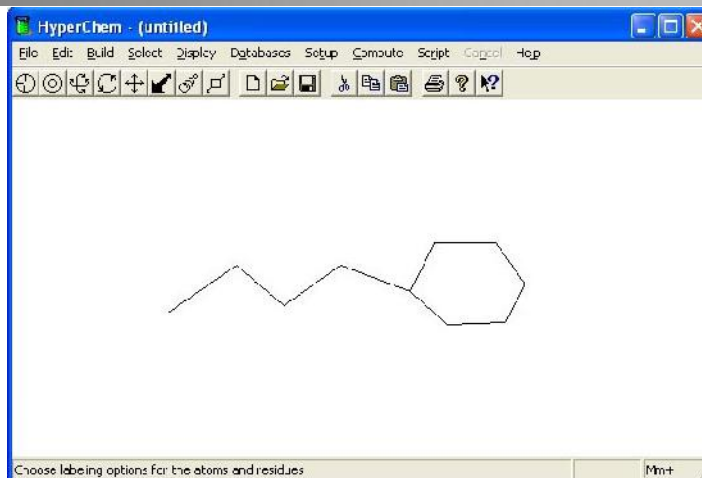 HyperChem - (untitled)
File Edit Build Select Display Databases Setup Compute Script Cancel Help
Choose labeling options for the atoms and residues
Mm+